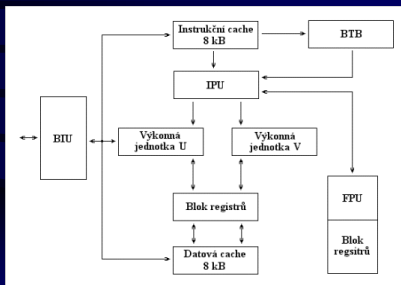 Instrukční cache
8 kB
BTB
IPU
BIU
Výkonná
jednotka U
Výkonná
jednotka V
Blok registrů
FPU
Blok
regsitrů
Datová cache
8 kB